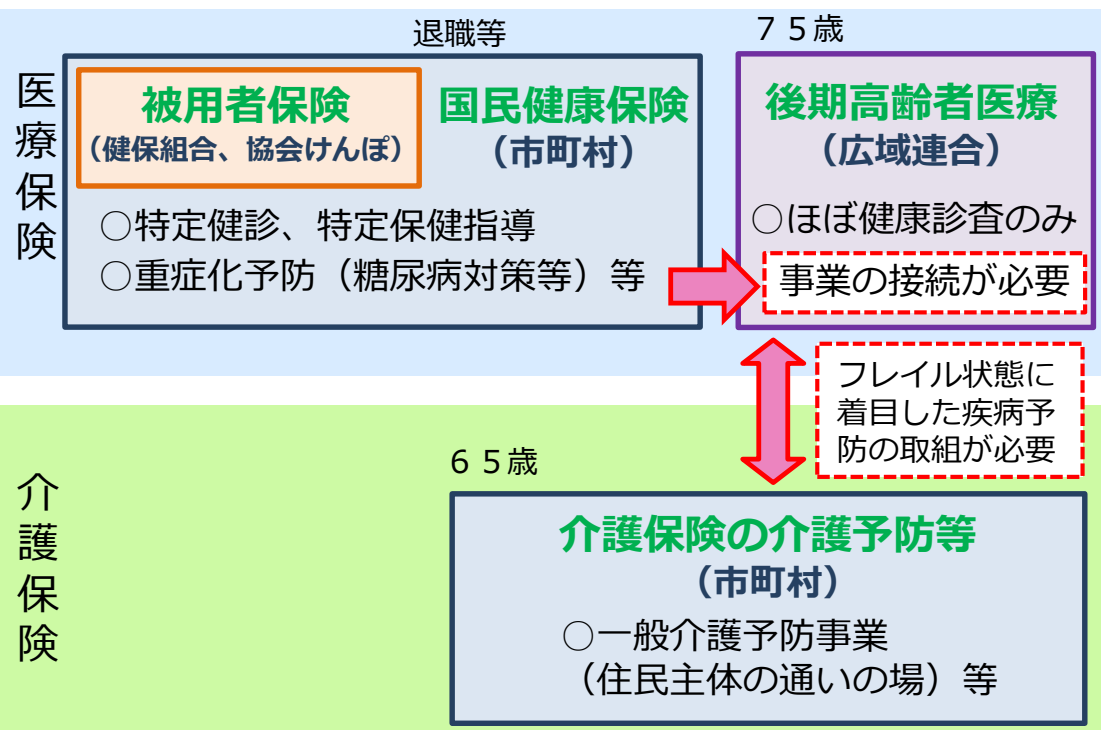 医療保険
退職等
７５歳
被用者保険
（健保組合、協会けんぽ）
国民健康保険
（市町村）
○特定健診、特定保健指導
○重症化予防（糖尿病対策等）等
後期高齢者医療
（広域連合）
○ほぼ健康診査のみ
事業の接続が必要
フレイル状態に
着目した疾病予
防の取組が必要
介護保険
６５歳
介護保険の介護予防等
（市町村）
○一般介護予防事業
（住民主体の通いの場）等